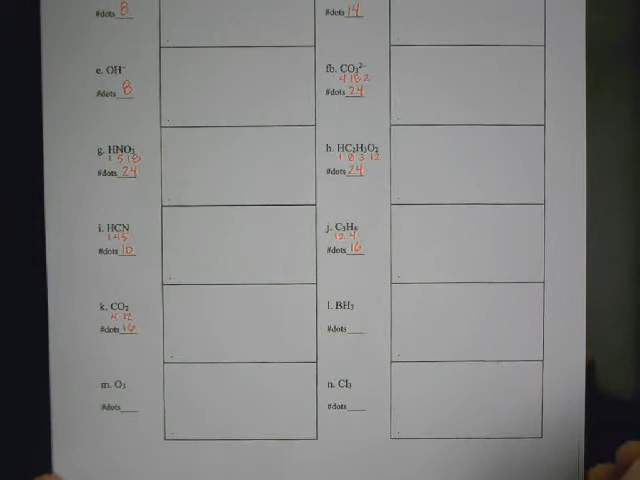 #dots 8
#dots 14
e. OH⁻
#dots 8
fb. CO₃²⁻
4 18 2
#dots 24
g. HNO₃
1 5 18
#dots 24
h. HC₂H₃O₂
1 8 3 12
#dots 24
i. HCN
1 4 5
#dots 10
j. C₃H₄
12 4
#dots 16
k. CO₂
4 12
#dots 16
l. BH₃
#dots
m. O₃
#dots
n. Cl₃
#dots